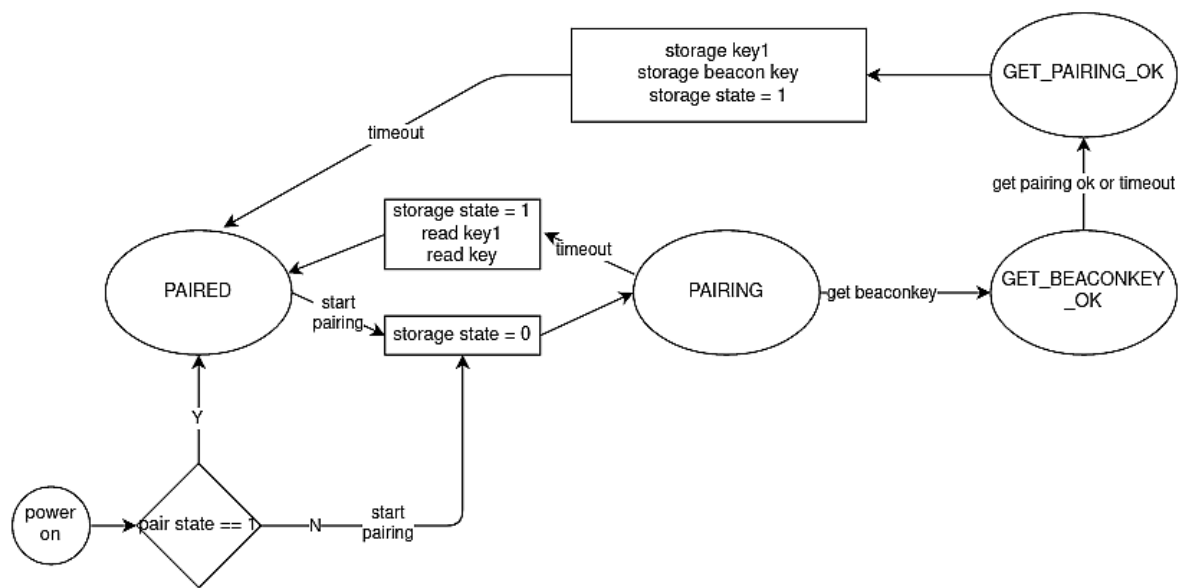 storage key1
storage beacon key
storage state = 1
GET_PAIRING_OK
timeout
get pairing ok or timeout
storage state = 1
read key1
read key
timeout
PAIRED
PAIRING
get beaconkey
GET_BEACONKEY
_OK
start
pairing
storage state = 0
Y
power
on
pair state == 1
N
start
pairing